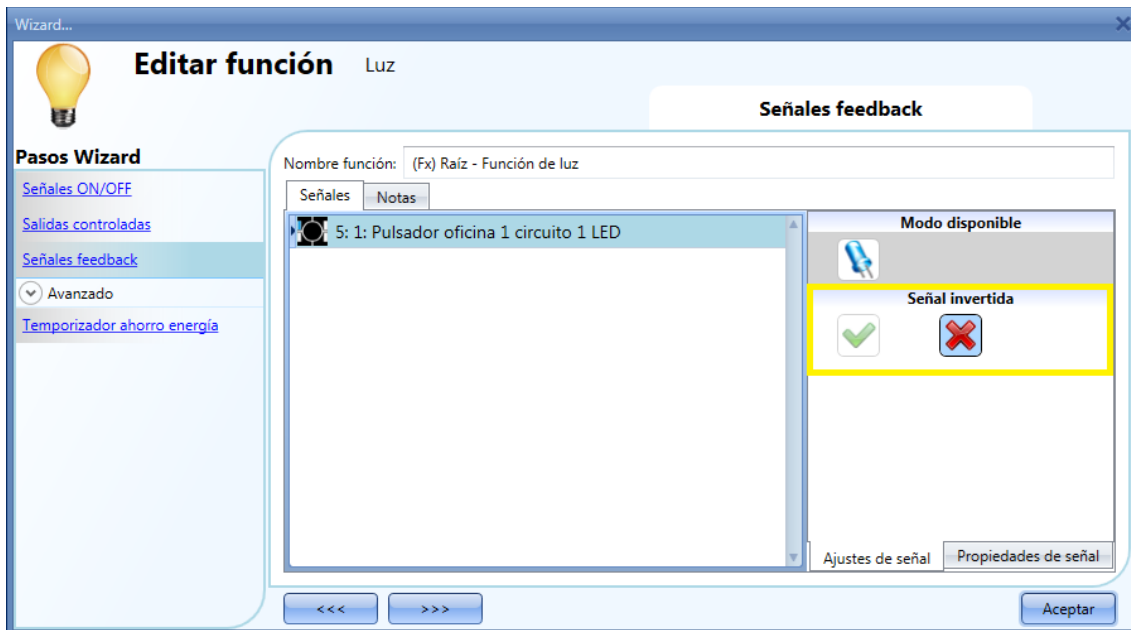 Wizard...
Editar función Luz
Señales feedback
Pasos Wizard
Señales ON/OFF
Salidas controladas
Señales feedback
Avanzado
Temporizador ahorro energía
Nombre función: (Fx) Raíz - Función de luz
Señales Notas
5: 1: Pulsador oficina 1 circuito 1 LED
Modo disponible
Señal invertida
Ajustes de señal Propiedades de señal
<<< >>> Aceptar